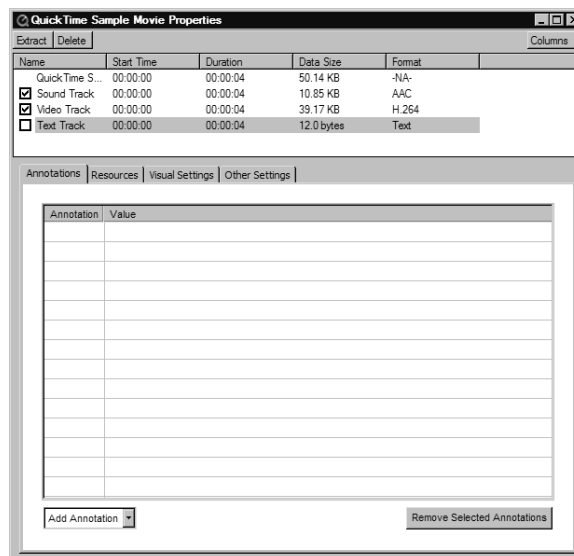 QuickTime Sample Movie Properties
Extract Delete Columns
Name Start Time Duration Data Size Format
QuickTime S... 00:00:00 00:00:04 50.14 KB -NA-
Sound Track 00:00:00 00:00:04 10.85 KB AAC
Video Track 00:00:00 00:00:04 39.17 KB H.264
Text Track 00:00:00 00:00:04 12.0 bytes Text
Annotations Resources Visual Settings Other Settings
Annotation Value
Add Annotation Remove Selected Annotations